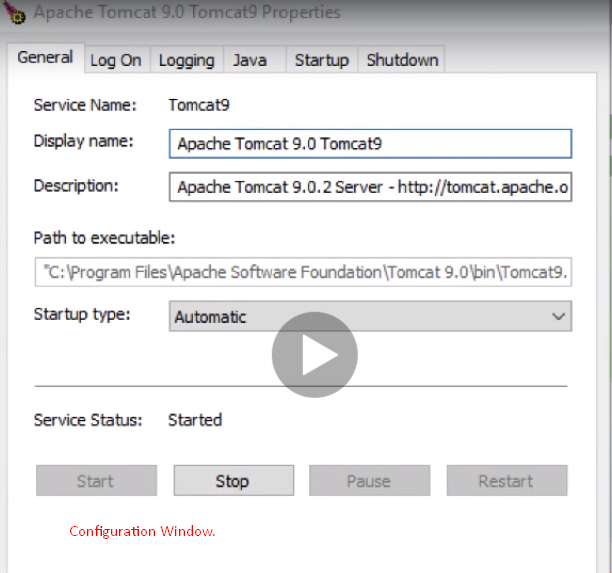 Apache Tomcat 9.0 Tomcat9 Properties
General Log On Logging Java Startup Shutdown
Service Name: Tomcat9
Display name: Apache Tomcat 9.0 Tomcat9
Description: Apache Tomcat 9.0.2 Server - http://tomcat.apache.o
Path to executable:
"C:\Program Files\Apache Software Foundation\Tomcat 9.0\bin\Tomcat9.
Startup type: Automatic
Service Status: Started
Start Stop Pause Restart
Configuration Window.